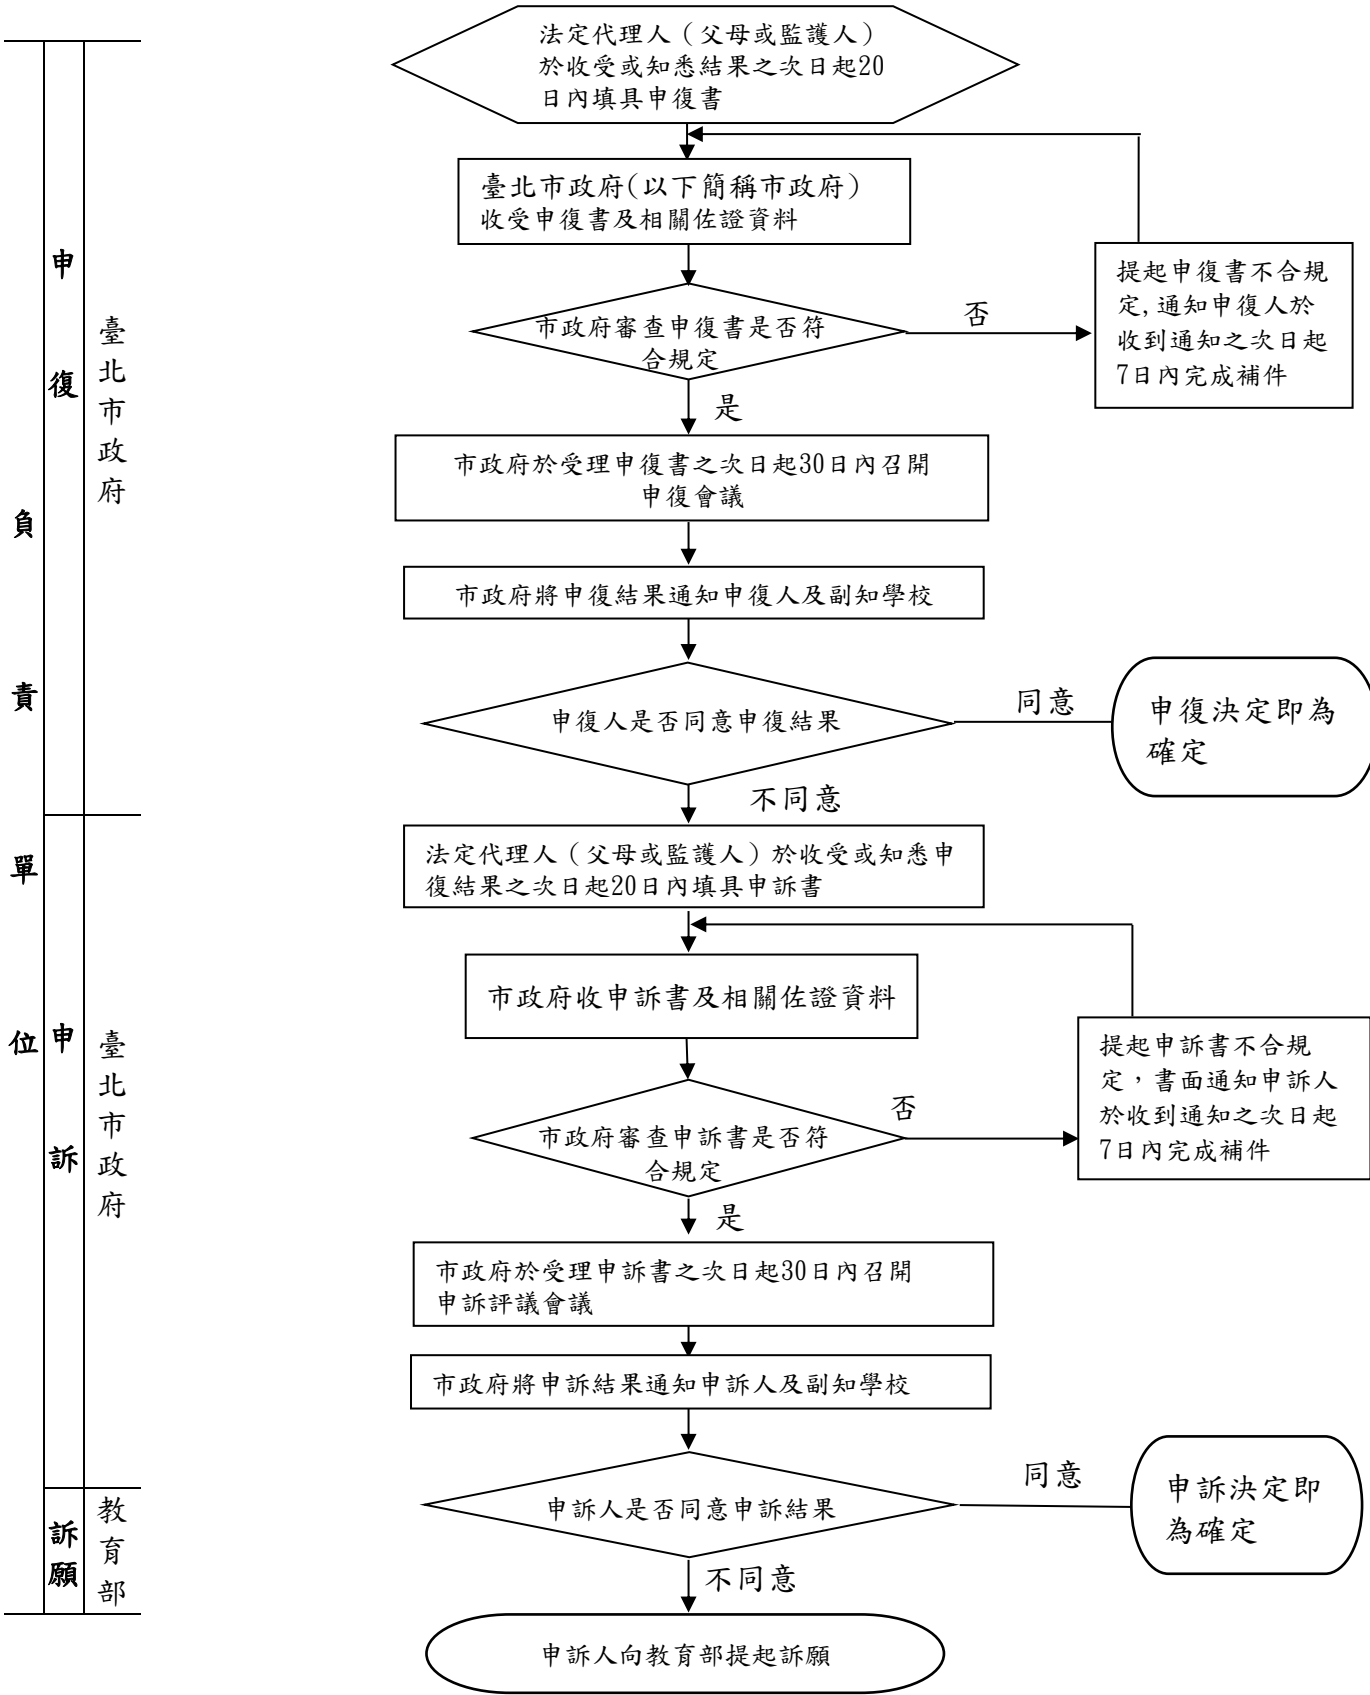 法定代理人（父母或監護人）
於收受或知悉結果之次日起20
日內填具申復書
臺北市政府(以下簡稱市政府)
收受申復書及相關佐證資料
提起申復書不合規
定,通知申復人於
收到通知之次日起
7日內完成補件
否
市政府審查申復書是否符
合規定
是
市政府於受理申復書之次日起30日內召開
申復會議
市政府將申復結果通知申復人及副知學校
申復人是否同意申復結果
同意
申復決定即為
確定
不同意
法定代理人（父母或監護人）於收受或知悉申
復結果之次日起20日內填具申訴書
市政府收申訴書及相關佐證資料
提起申訴書不合規
定，書面通知申訴人
於收到通知之次日起
7日內完成補件
否
市政府審查申訴書是否符
合規定
是
市政府於受理申訴書之次日起30日內召開
申訴評議會議
市政府將申訴結果通知申訴人及副知學校
申訴人是否同意申訴結果
同意
申訴決定即
為確定
不同意
申訴人向教育部提起訴願
負責單位
申復
臺北市政府
申訴
臺北市政府
訴願
教育部